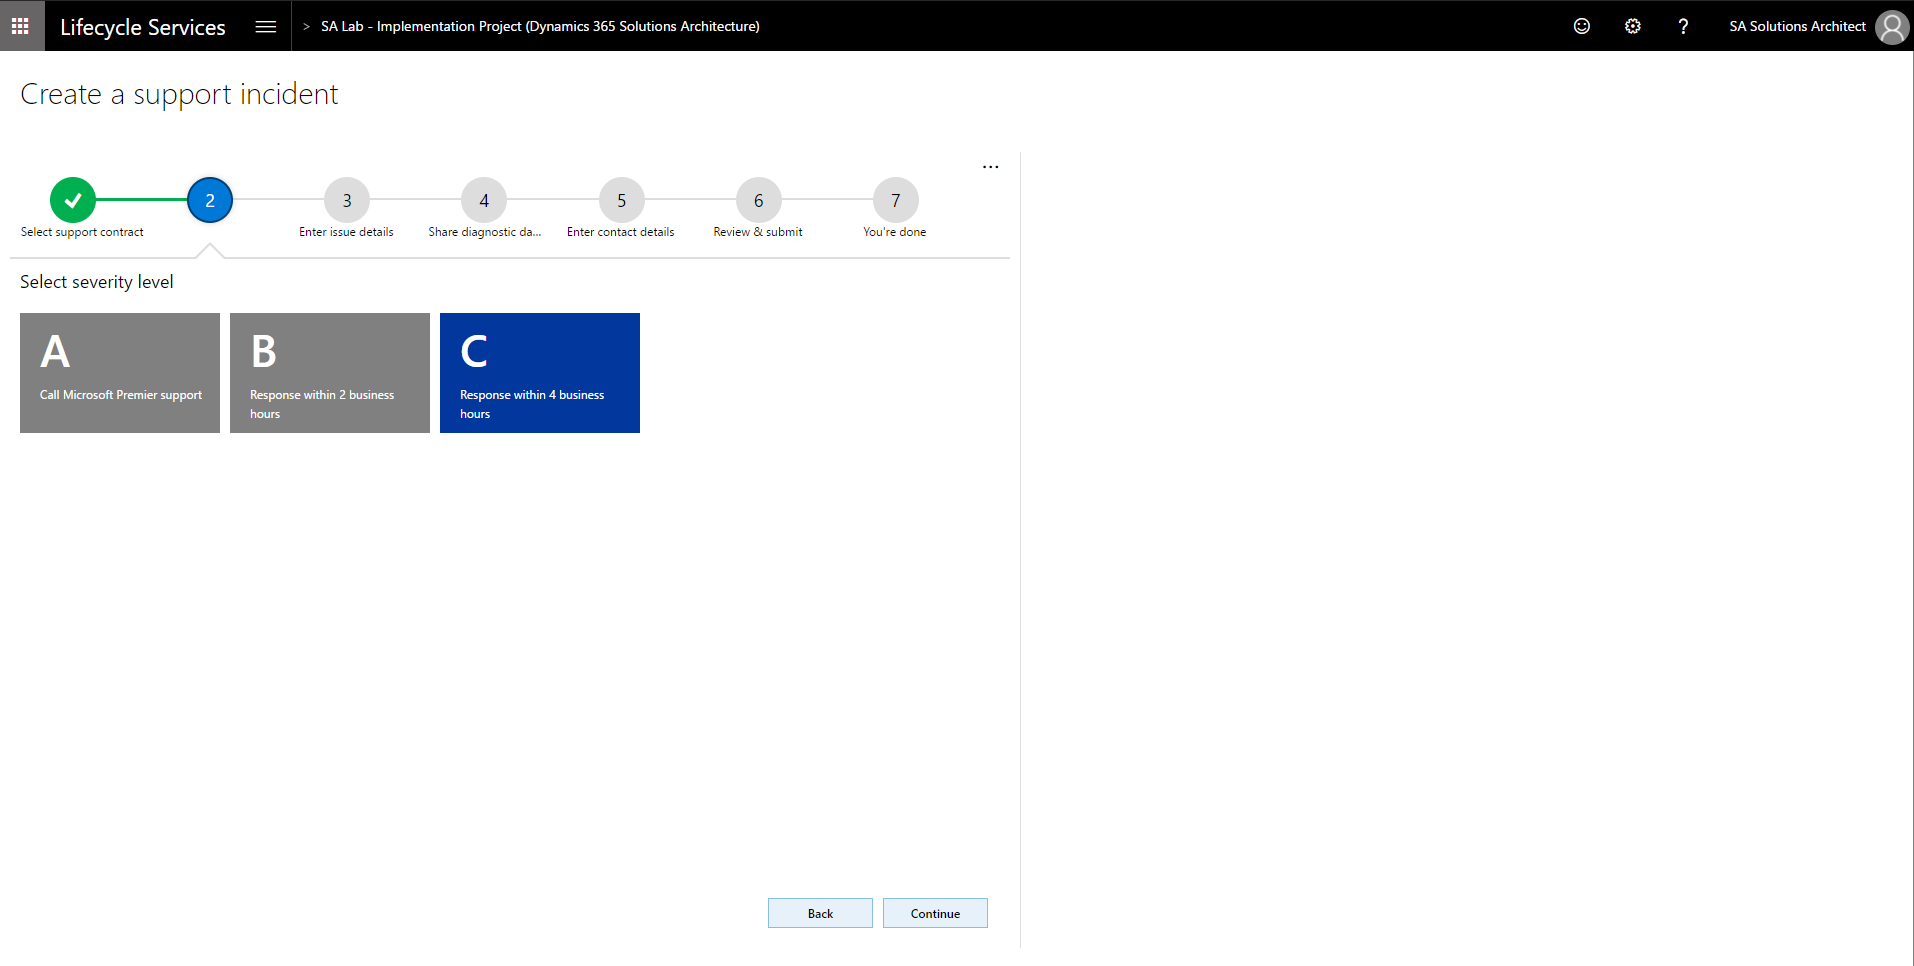 Lifecycle Services
> SA Lab - Implementation Project (Dynamics 365 Solutions Architecture)
? SA Solutions Architect
Create a support incident
...
2 3 4 5 6 7
Select support contract Enter issue details Share diagnostic da... Enter contact details Review & submit You're done
Select severity level
A
Call Microsoft Premier support
B
Response within 2 business
hours
C
Response within 4 business
hours
Back Continue